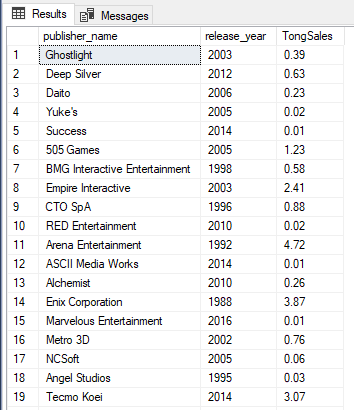 Results Messages
publisher_name release_year TongSales
1 Ghostlight 2003 0.39
2 Deep Silver 2012 0.63
3 Daito 2006 0.23
4 Yuke's 2005 0.02
5 Success 2014 0.01
6 505 Games 2005 1.23
7 BMG Interactive Entertainment 1998 0.58
8 Empire Interactive 2003 2.41
9 CTO SpA 1996 0.88
10 RED Entertainment 2010 0.02
11 Arena Entertainment 1992 4.72
12 ASCII Media Works 2014 0.01
13 Alchemist 2010 0.26
14 Enix Corporation 1988 3.87
15 Marvelous Entertainment 2016 0.01
16 Metro 3D 2002 0.76
17 NCSoft 2005 0.06
18 Angel Studios 1995 0.03
19 Tecmo Koei 2014 3.07